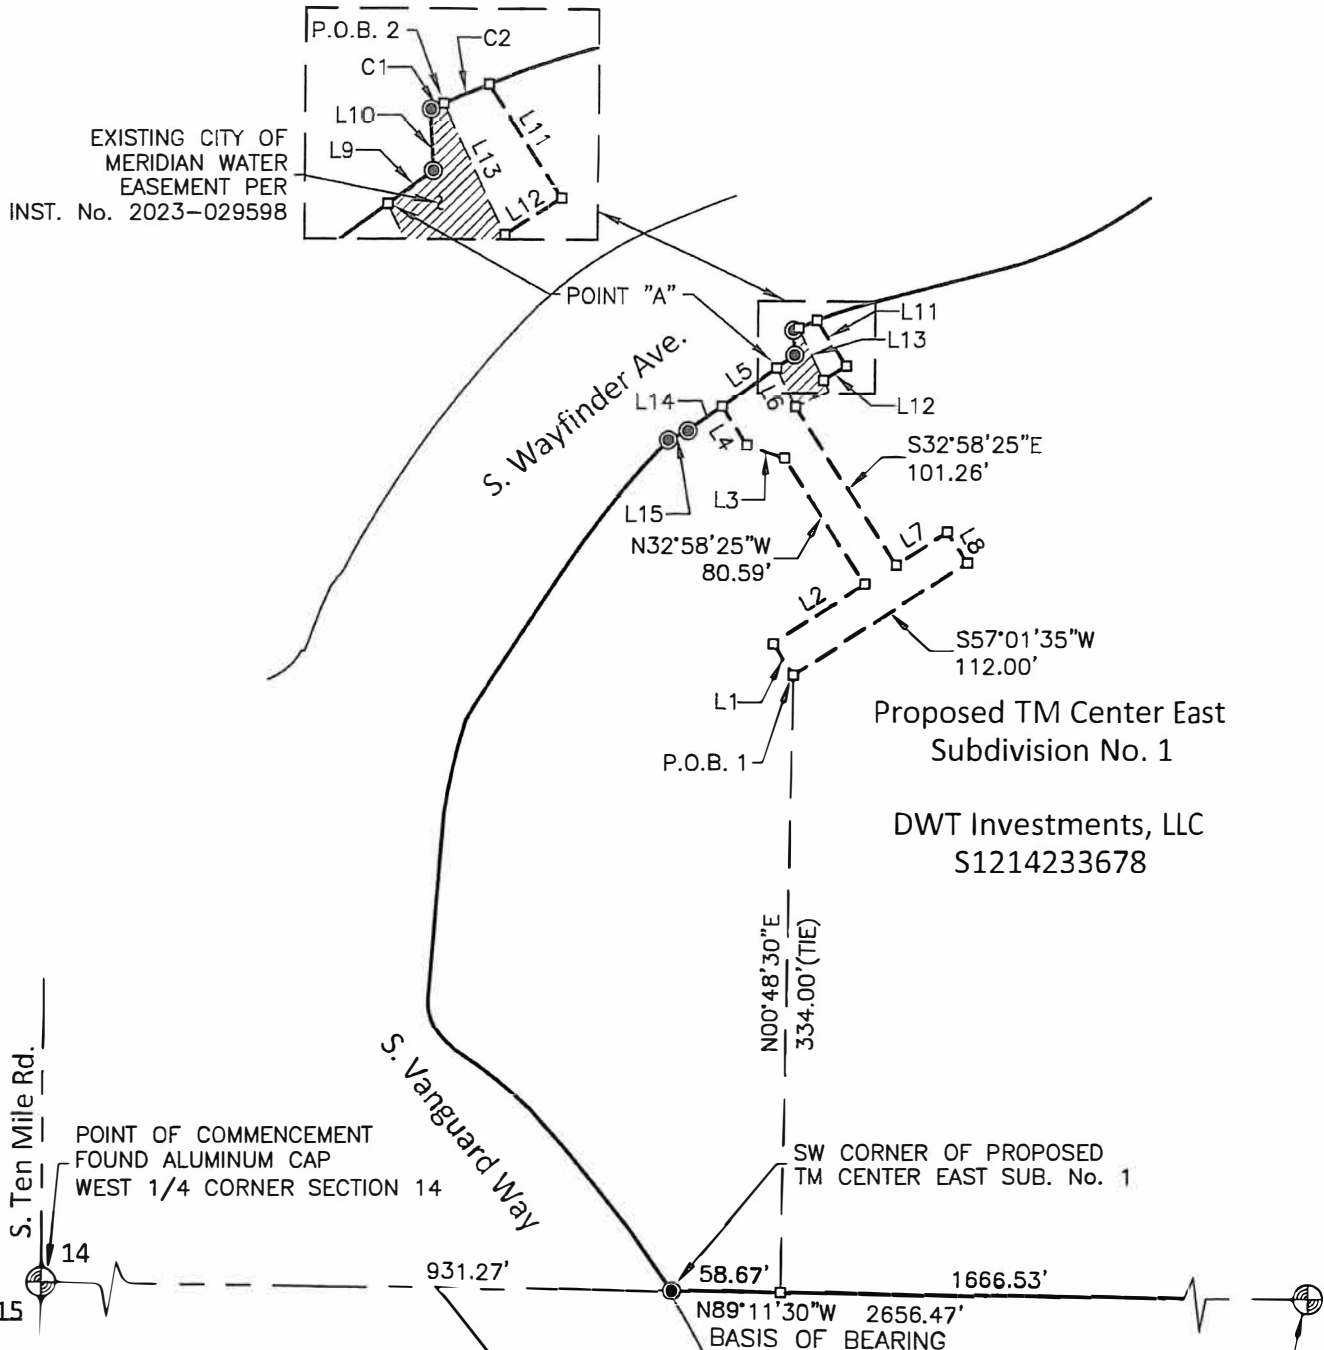 P.O.B. 2
C2
C1
L10
L9
L11
L13
L12
EXISTING CITY OF
MERIDIAN WATER
EASEMENT PER
INST. No. 2023-029598
POINT "A"
S. Wayfinder Ave.
L11
L13
L5
L6
L14
L12
L4
S32°58'25"E
101.26'
L3
L15
N32°58'25"W
80.59'
L7
L8
L2
S57°01'35"W
112.00'
L1
P.O.B. 1
Proposed TM Center East
Subdivision No. 1
DWT Investments, LLC
S1214233678
N00°48'30"E
334.00'(TIE)
S. Ten Mile Rd.
S. Vanguard Way
POINT OF COMMENCEMENT
FOUND ALUMINUM CAP
WEST 1/4 CORNER SECTION 14
SW CORNER OF PROPOSED
TM CENTER EAST SUB. No. 1
14
15
931.27'
58.67'
1666.53'
N89°11'30"W 2656.47'
BASIS OF BEARING